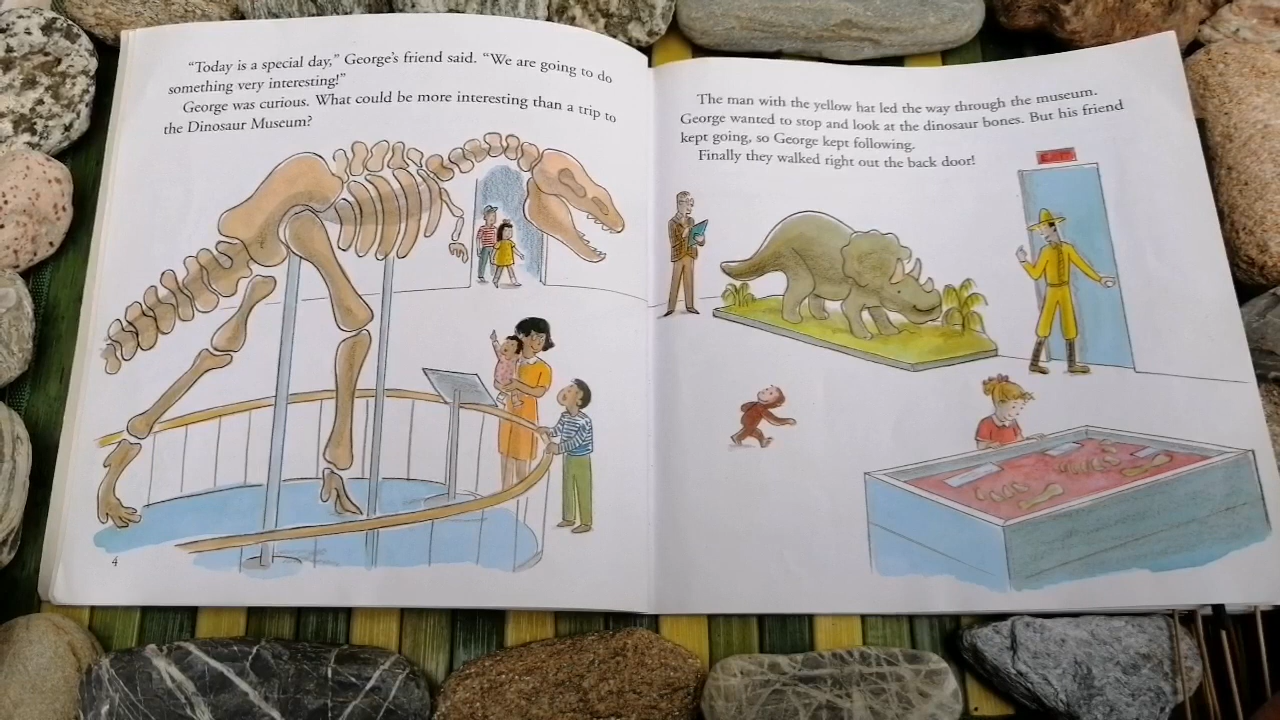 "Today is a special day," George's friend said. "We are going to do
something very interesting!"
George was curious. What could be more interesting than a trip to
the Dinosaur Museum?
4
The man with the yellow hat led the way through the museum.
George wanted to stop and look at the dinosaur bones. But his friend
kept going, so George kept following.
Finally they walked right out the back door!
EXIT